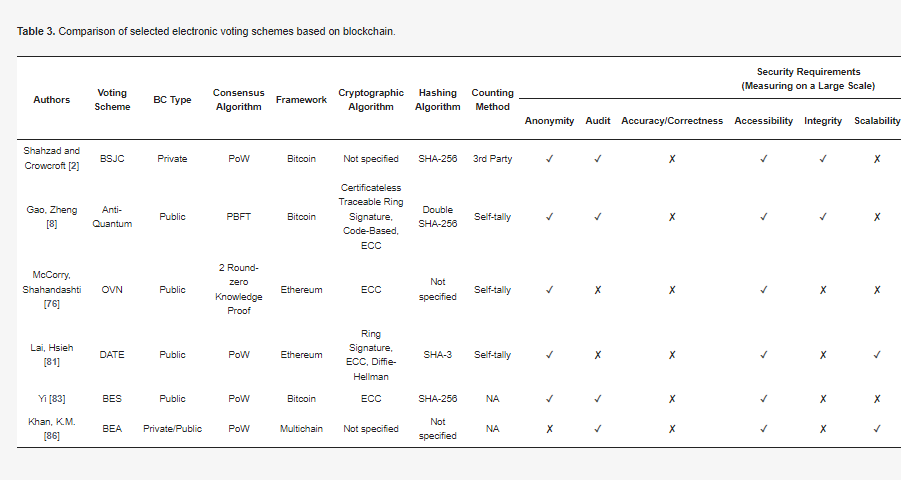 Table 3. Comparison of selected electronic voting schemes based on blockchain.
Security Requirements
(Measuring on a Large Scale)
Authors Voting Scheme BC Type Consensus Algorithm Framework Cryptographic Algorithm Hashing Algorithm Counting Method
Anonymity Audit Accuracy/Correctness Accessibility Integrity Scalability
Shahzad and Crowcroft [2] BSJC Private PoW Bitcoin Not specified SHA-256 3rd Party ✓ ✓ ✗ ✓ ✓ ✗
Gao, Zheng [8] Anti-Quantum Public PBFT Bitcoin Certificateless Traceable Ring Signature, Code-Based, ECC Double SHA-256 Self-tally ✓ ✓ ✗ ✓ ✓ ✗
McCorry, Shahandashti [76] OVN Public 2 Round-zero Knowledge Proof Ethereum ECC Not specified Self-tally ✓ ✗ ✗ ✓ ✗ ✗
Lai, Hsieh [81] DATE Public PoW Ethereum Ring Signature, ECC, Diffie-Hellman SHA-3 Self-tally ✓ ✗ ✗ ✓ ✗ ✓
Yi [83] BES Public PoW Bitcoin ECC SHA-256 NA ✓ ✓ ✗ ✓ ✗ ✗
Khan, K.M. [86] BEA Private/Public PoW Multichain Not specified Not specified NA ✗ ✓ ✗ ✓ ✗ ✓